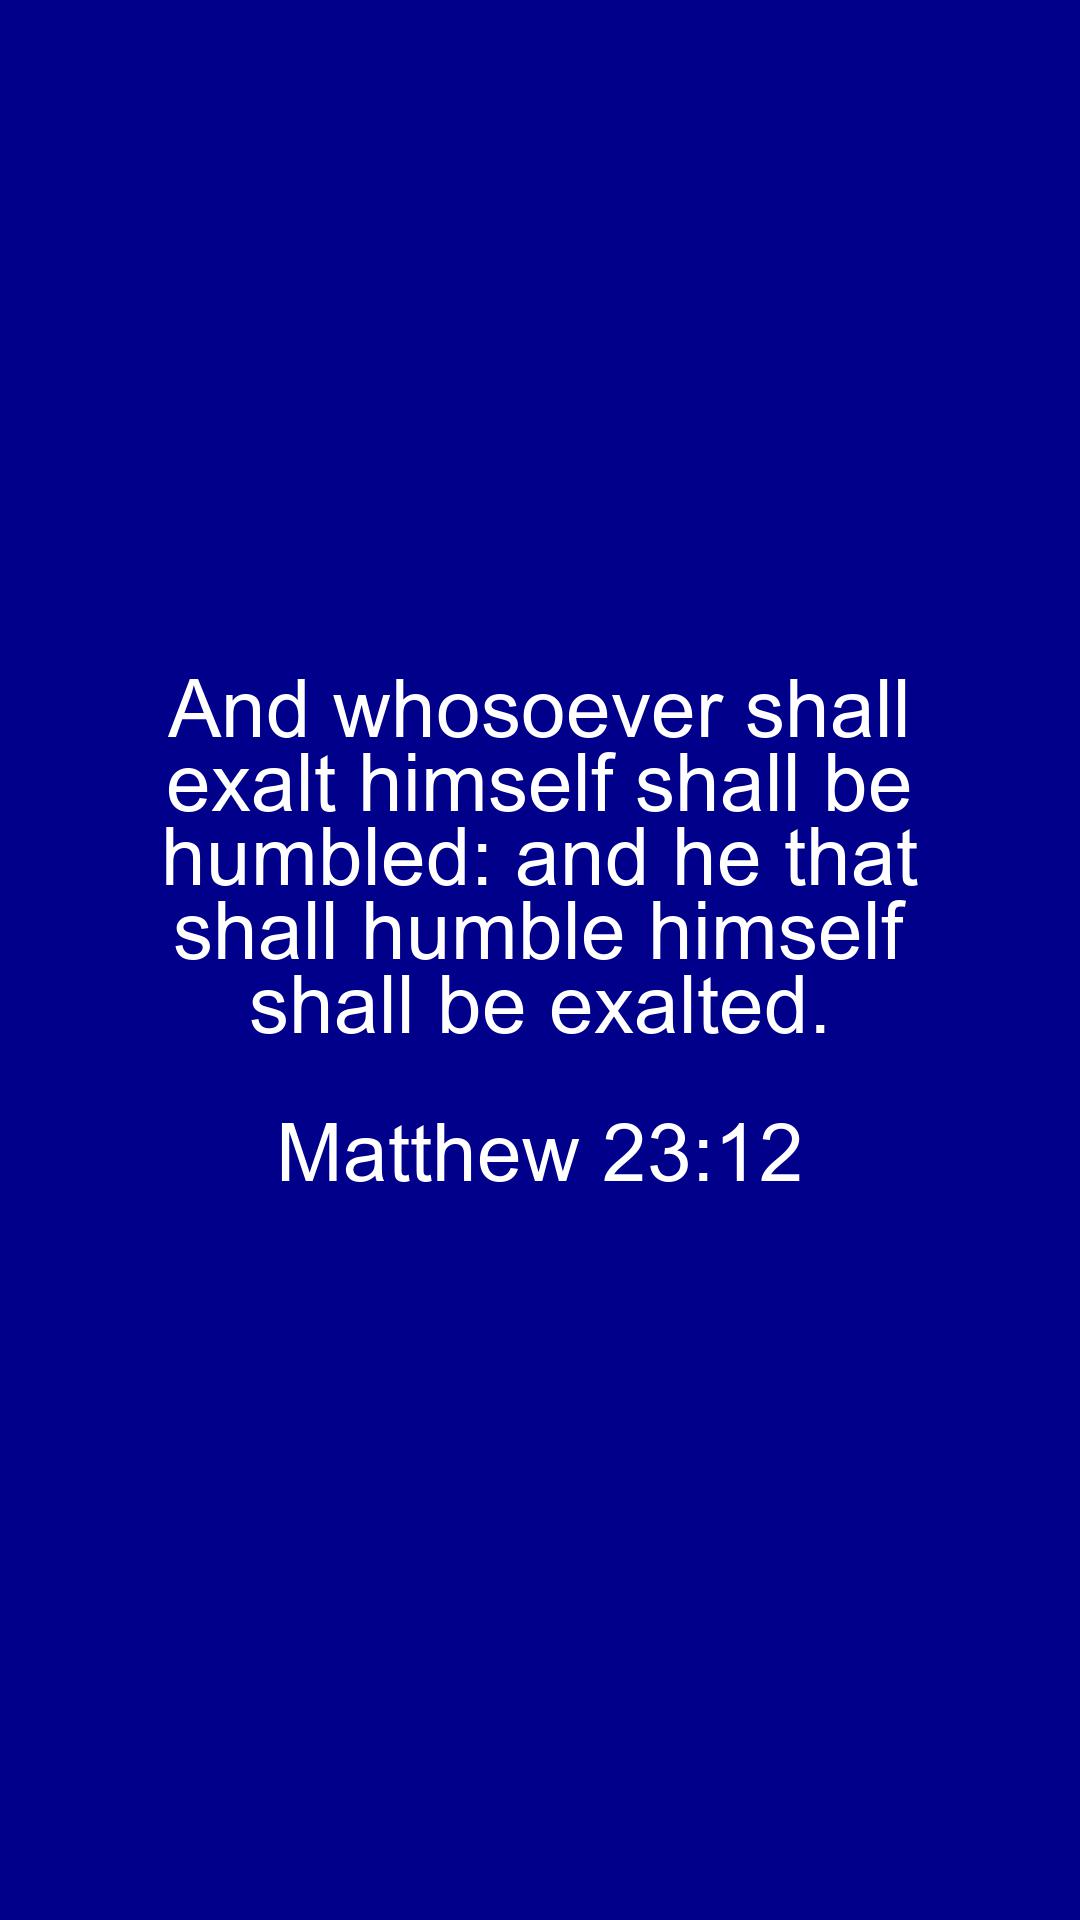 And whosoever shall
exalt himself shall be
humbled: and he that
shall humble himself
shall be exalted.
Matthew 23:12